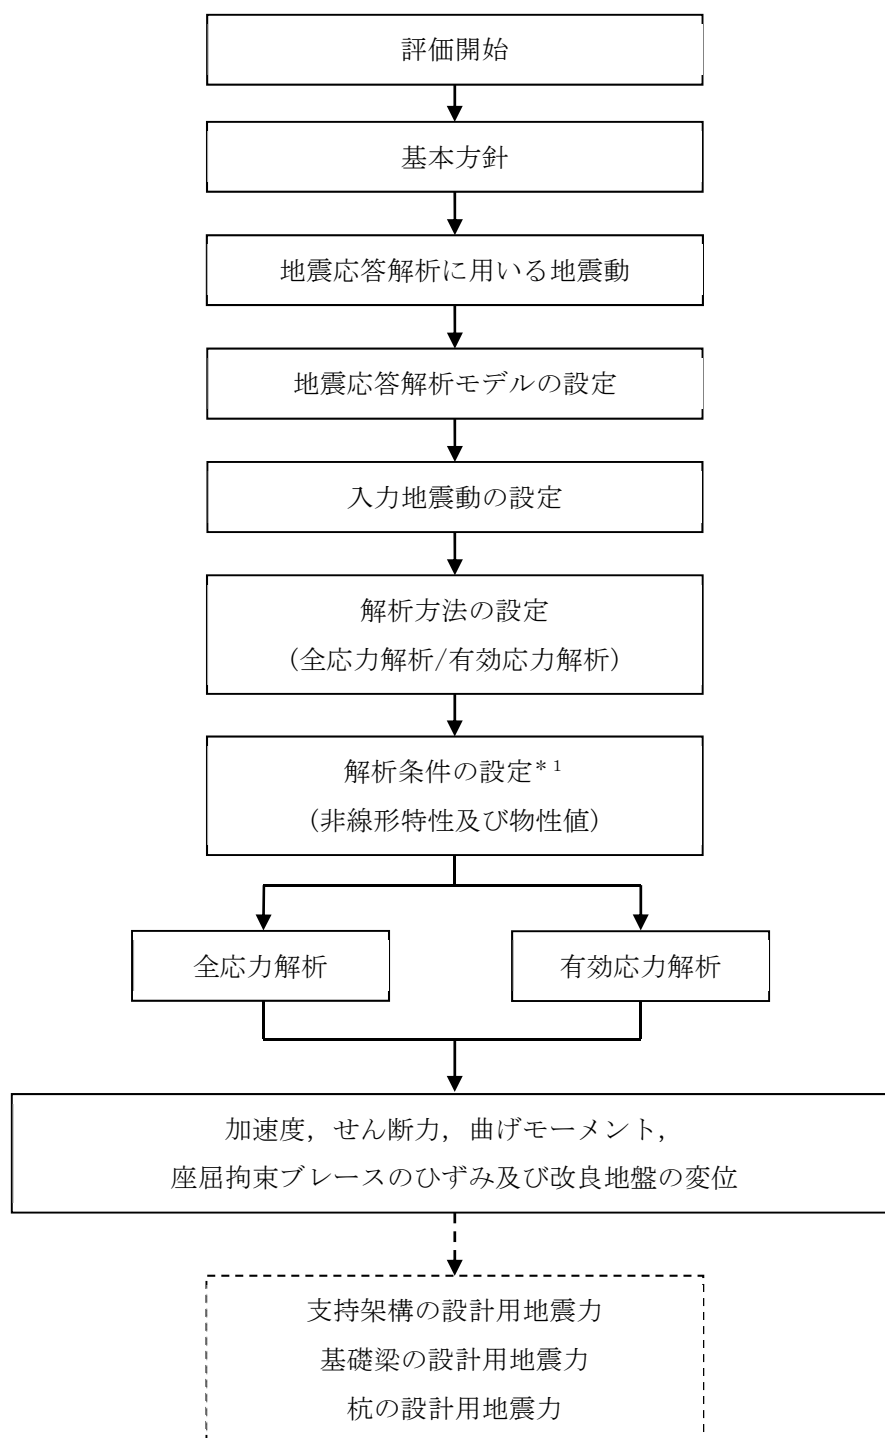 評価開始
基本方針
地震応答解析に用いる地震動
地震応答解析モデルの設定
入力地震動の設定
解析方法の設定
(全応力解析/有効応力解析)
解析条件の設定*1
(非線形特性及び物性値)
全応力解析
有効応力解析
加速度，せん断力，曲げモーメント，
座屈拘束ブレースのひずみ及び改良地盤の変位
支持架構の設計用地震力
基礎梁の設計用地震力
杭の設計用地震力